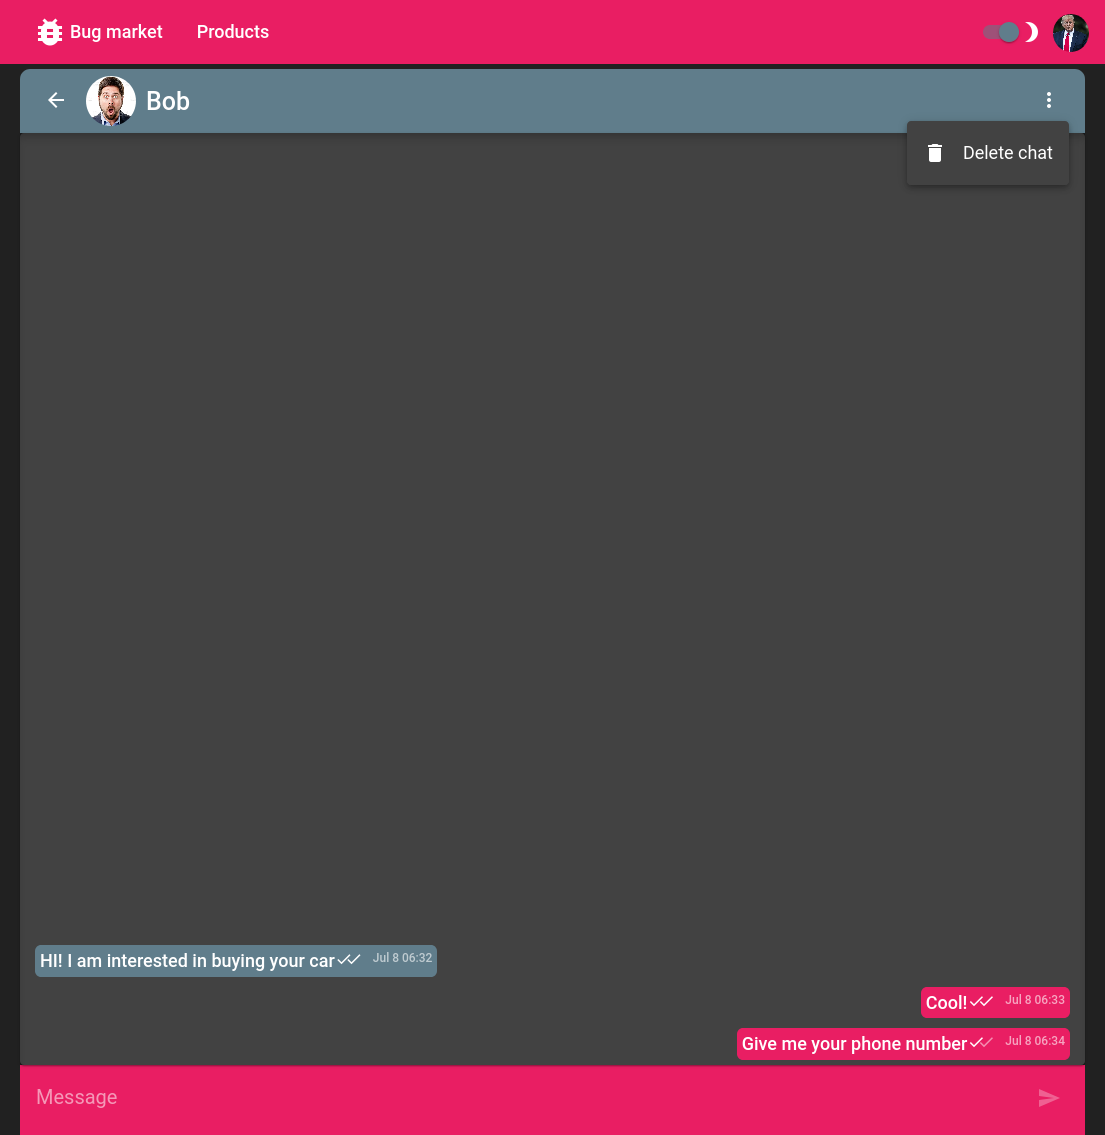 Bug market
Products
Bob
Delete chat
HI! I am interested in buying your car Jul 8 06:32
Cool! Jul 8 06:33
Give me your phone number Jul 8 06:34
Message